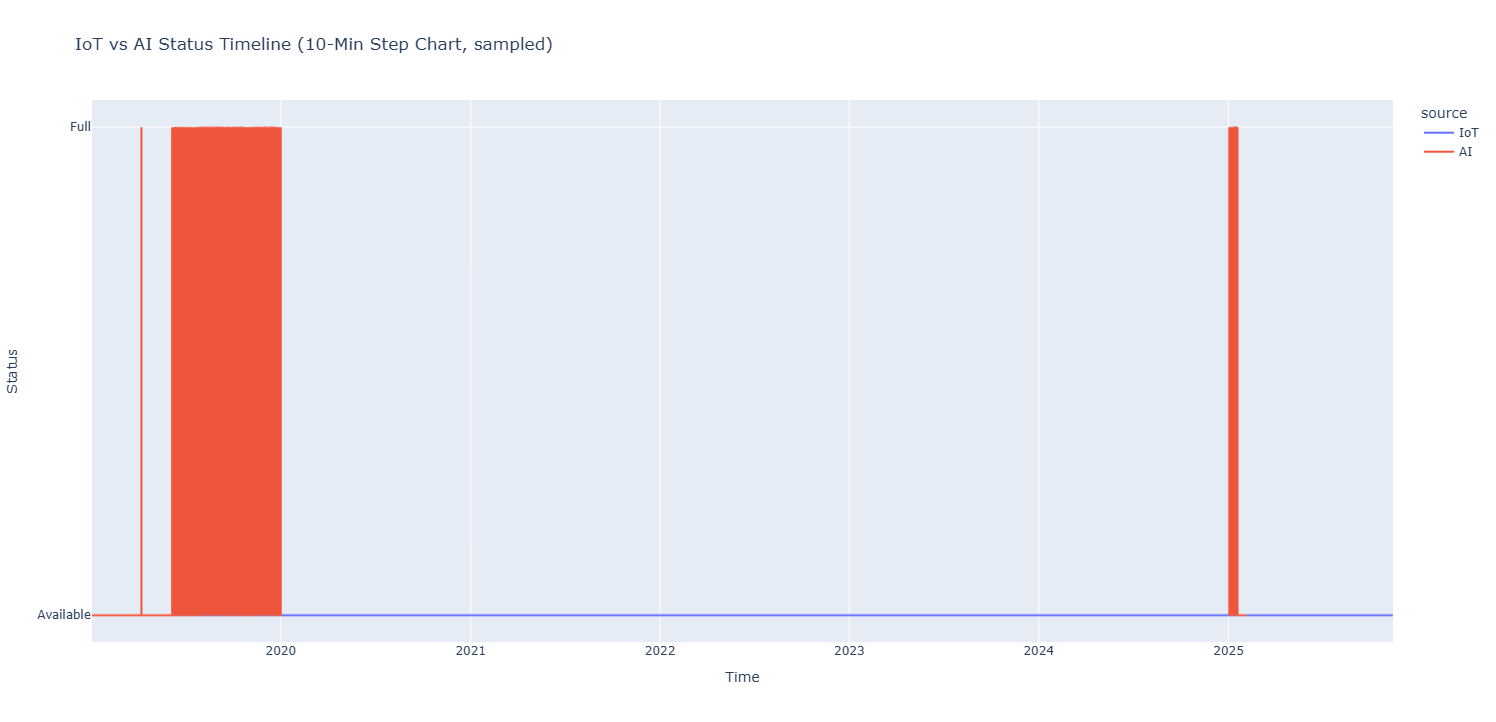 IoT vs AI Status Timeline (10-Min Step Chart, sampled)
source
IoT
AI
Full
Available
Status
2020
2021
2022
2023
2024
2025
Time